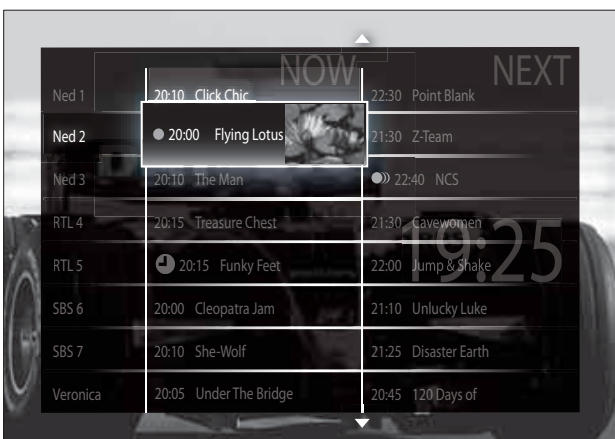 NOW NEXT
Ned 1 20:10 Click Chic 22:30 Point Blank
Ned 2 20:00 Flying Lotus 21:30 Z-Team
Ned 3 20:10 The Man 22:40 NCS
RTL 4 20:15 Treasure Chest 21:30 Cavewomen
19:25
RTL 5 20:15 Funky Feet 22:00 Jump & Shake
SBS 6 20:00 Cleopatra Jam 21:10 Unlucky Luke
SBS 7 20:10 She-Wolf 21:25 Disaster Earth
Veronica 20:05 Under The Bridge 20:45 120 Days of